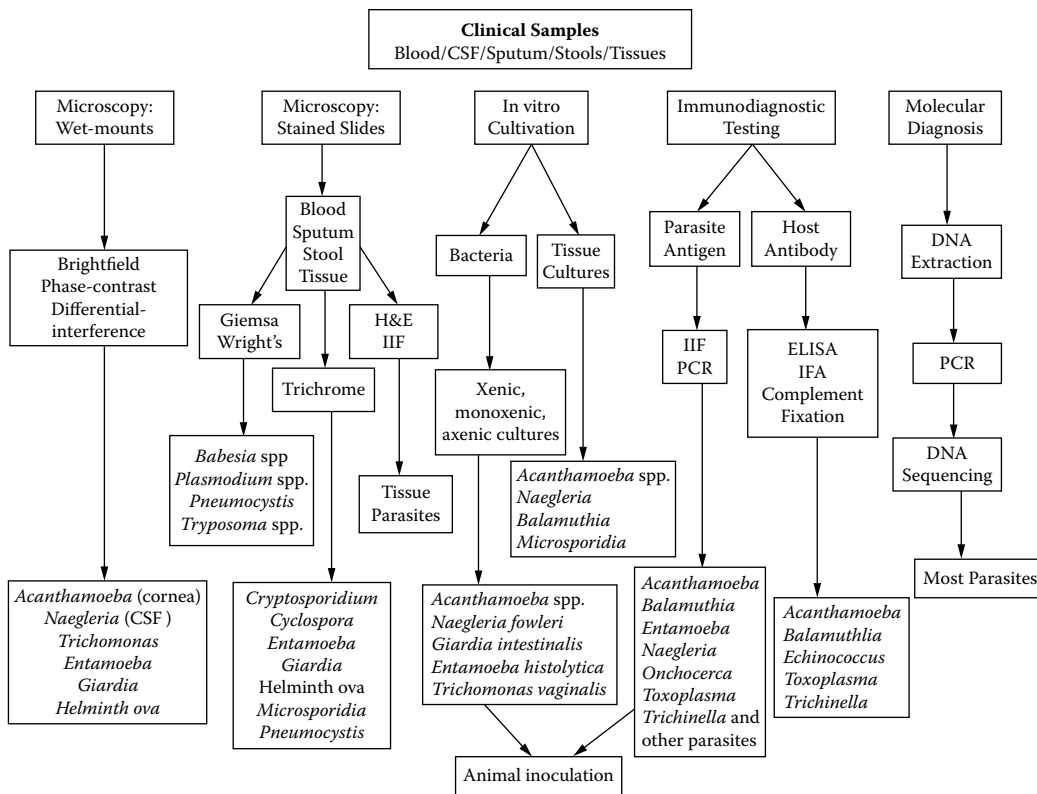 Clinical Samples
Blood/CSF/Sputum/Stools/Tissues
Microscopy:
Wet-mounts
Microscopy:
Stained Slides
In vitro
Cultivation
Immunodiagnostic
Testing
Molecular
Diagnosis
Blood
Sputum
Stool
Tissue
Bacteria
Tissue
Cultures
Parasite
Antigen
Host
Antibody
DNA
Extraction
Brightfield
Phase-contrast
Differential-
interference
Giemsa
Wright's
H&E
IIF
Trichrome
Xenic,
monoxenic,
axenic cultures
IIF
PCR
ELISA
IFA
Complement
Fixation
PCR
Babesia spp
Plasmodium spp.
Pneumocystis
Tryposoma spp.
Tissue
Parasites
Acanthamoeba spp.
Naegleria
Balamuthia
Microsporidia
DNA
Sequencing
Acanthamoeba (cornea)
Naegleria (CSF )
Trichomonas
Entamoeba
Giardia
Helminth ova
Cryptosporidium
Cyclospora
Entamoeba
Giardia
Helminth ova
Microsporidia
Pneumocystis
Acanthamoeba spp.
Naegleria fowleri
Giardia intestinalis
Entamoeba histolytica
Trichomonas vaginalis
Acanthamoeba
Balamuthia
Entamoeba
Naegleria
Onchocerca
Toxoplasma
Trichinella and
other parasites
Acanthamoeba
Balamuthlia
Echinococcus
Toxoplasma
Trichinella
Most Parasites
Animal inoculation